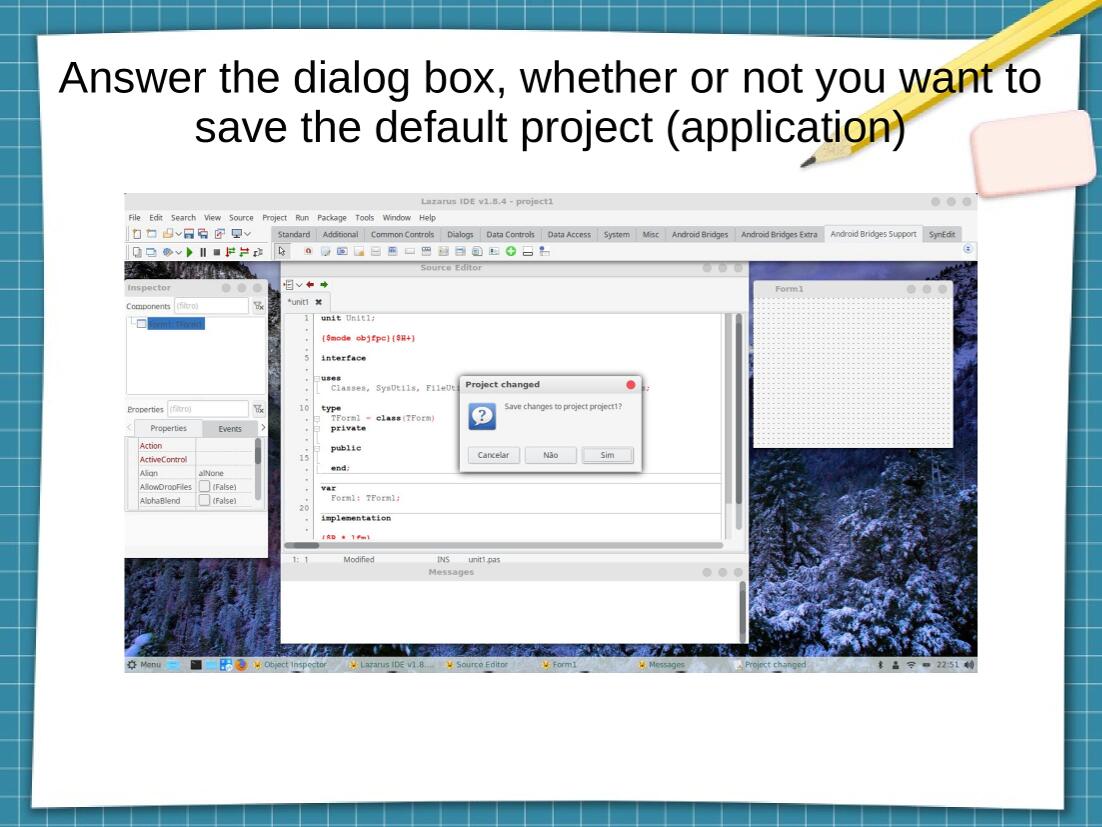 Answer the dialog box, whether or not you want to
save the default project (application)
Lazarus IDE v1.8.4 - project1
File Edit Search View Source Project Run Package Tools Window Help
Standard Additional Common Controls Dialogs Data Controls Data Access System Misc Android Bridges Android Bridges Extra Android Bridges Support SynEdit
Source Editor
Inspector
Form1
Components (filtro)
*unit1
Form1: TForm1
1 unit Unit1;
{$mode objfpc}{$H+}
5 interface
uses
Classes, SysUtils, FileUti
s;
Project changed
Save changes to project project1?
Cancelar Não Sim
10 type
TForm1 = class(TForm)
private
public
15
end;
var
Form1: TForm1;
20
implementation
{$R *.lfm}
Properties (filtro)
Properties Events
Action
ActiveControl
Align alNone
AllowDropFiles (False)
AlphaBlend (False)
1: 1 Modified INS unit1.pas
Messages
Menu Object Inspector Lazarus IDE v1.8.... Source Editor Form1 Messages Project changed 22:51